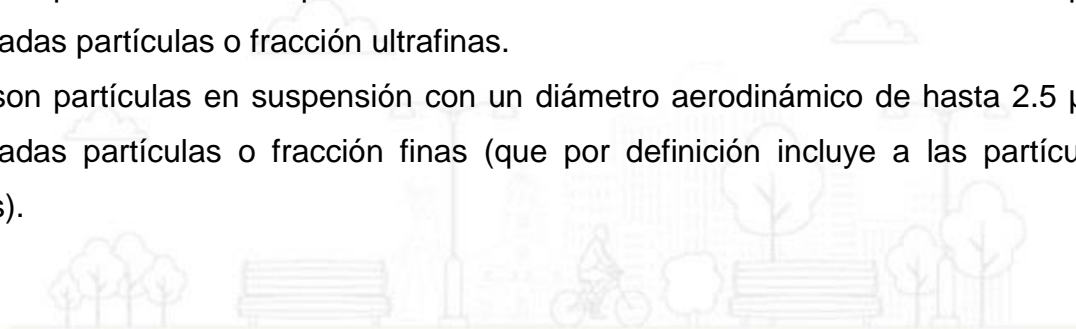 adas partículas o fracción ultrafinas.
son partículas en suspensión con un diámetro aerodinámico de hasta 2.5 µ
adas partículas o fracción finas (que por definición incluye a las partícu
s).